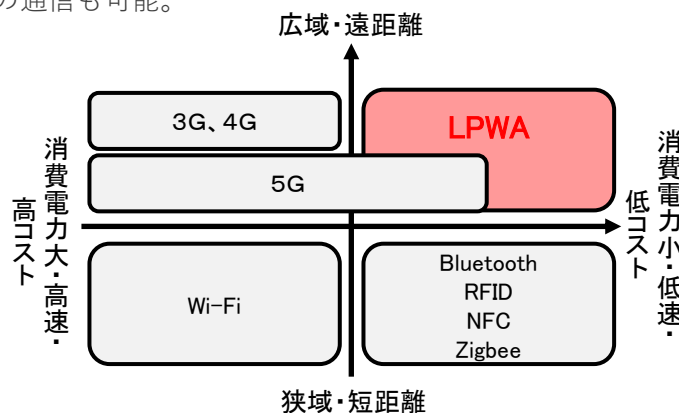 の通信も可能。
広域・遠距離
3G、4G
LPWA
5G
消費電力大・高速・
高コスト
消費電力小・低速・
低コスト
Wi-Fi
Bluetooth
RFID
NFC
Zigbee
狭域・短距離